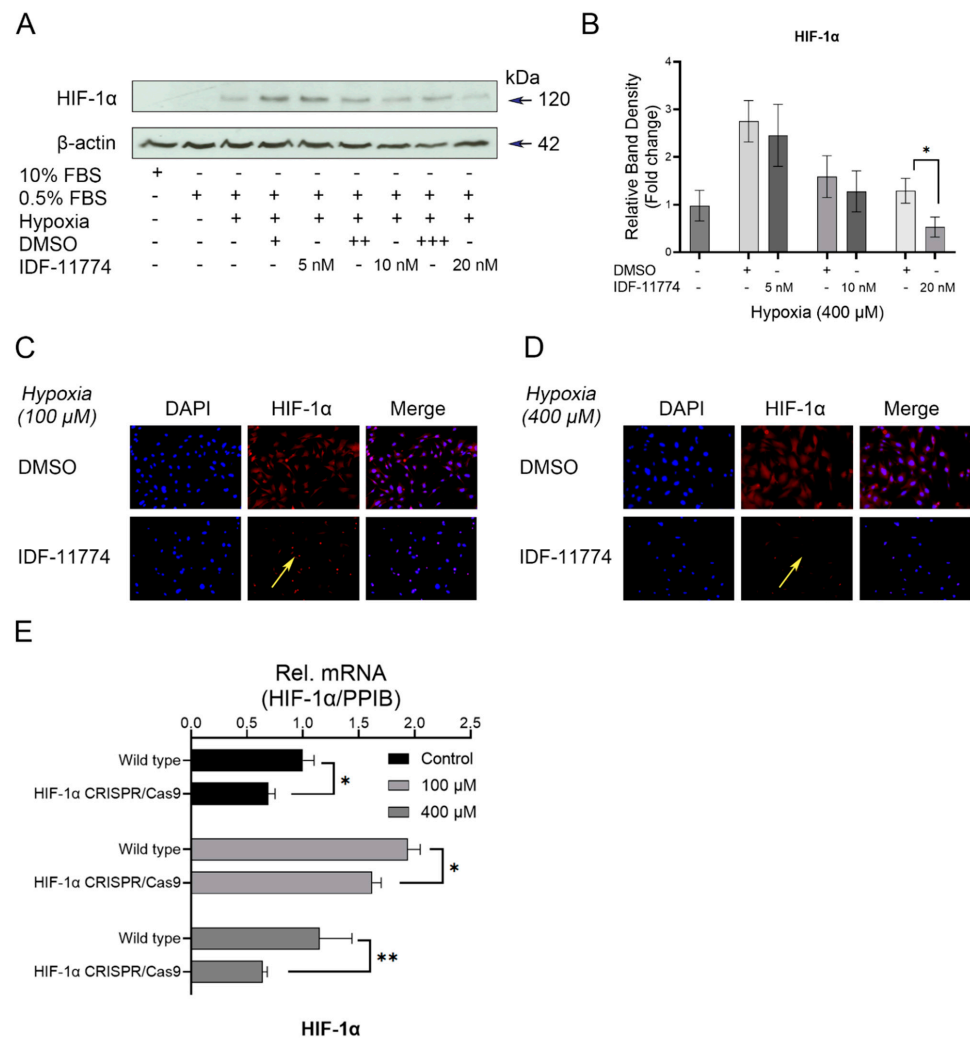 A
kDa
HIF-1α
120
β-actin
42
10% FBS + - - - - - - - -
0.5% FBS - + + + + + + + +
Hypoxia - - + + + + + + +
DMSO - - - + - ++ - +++ -
IDF-11774 - - - - 5 nM - 10 nM - 20 nM
B
HIF-1α
Relative Band Density
(Fold change)
4
3
2
1
0
*
DMSO - + - + - + -
IDF-11774 - - 5 nM - 10 nM - 20 nM
Hypoxia (400 µM)
C
Hypoxia
(100 µM)
DAPI HIF-1α Merge
DMSO
IDF-11774
D
Hypoxia
(400 µM)
DAPI HIF-1α Merge
DMSO
IDF-11774
E
Rel. mRNA
(HIF-1α/PPIB)
0.0 0.5 1.0 1.5 2.0 2.5
Wild type
HIF-1α CRISPR/Cas9
*
Control
100 µM
400 µM
Wild type
HIF-1α CRISPR/Cas9
*
Wild type
HIF-1α CRISPR/Cas9
**
HIF-1α